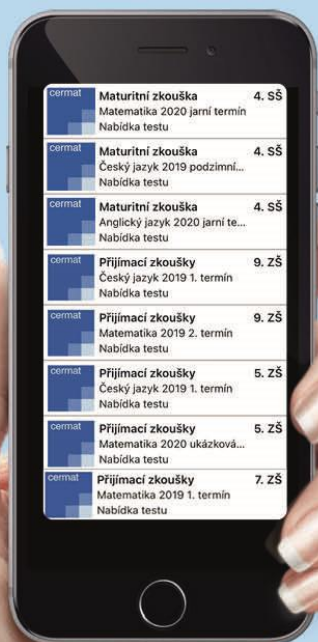 cermat
Maturitní zkouška 4. SŠ
Matematika 2020 jarní termín
Nabídka testu
cermat
Maturitní zkouška 4. SŠ
Český jazyk 2019 podzimní...
Nabídka testu
cermat
Maturitní zkouška 4. SŠ
Anglický jazyk 2020 jarní te...
Nabídka testu
cermat
Přijímací zkoušky 9. ZŠ
Český jazyk 2019 1. termín
Nabídka testu
cermat
Přijímací zkoušky 9. ZŠ
Matematika 2019 2. termín
Nabídka testu
cermat
Přijímací zkoušky 5. ZŠ
Český jazyk 2019 1. termín
Nabídka testu
cermat
Přijímací zkoušky 5. ZŠ
Matematika 2020 ukázková...
Nabídka testu
cermat
Přijímací zkoušky 7. ZŠ
Matematika 2019 1. termín
Nabídka testu